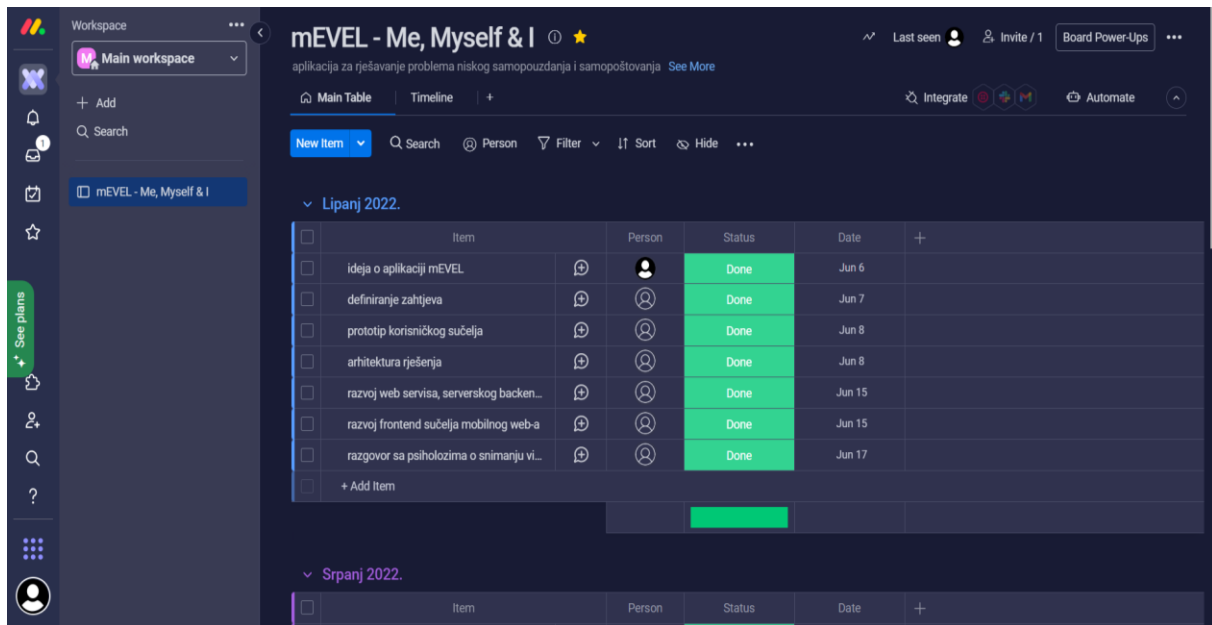 Workspace
M Main workspace
Add
Search
mEVEL - Me, Myself & I
1
See plans
mEVEL - Me, Myself & I
Last seen
Invite / 1
Board Power-Ups
aplikacija za rješavanje problema niskog samopouzdanja i samopoštovanja See More
Main Table
Timeline
+
Integrate
Automate
New Item
Search
Person
Filter
Sort
Hide
Lipanj 2022.
Item Person Status Date +
ideja o aplikaciji mEVEL Done Jun 6
definiranje zahtjeva Done Jun 7
prototip korisničkog sučelja Done Jun 8
arhitektura rješenja Done Jun 8
razvoj web servisa, serverskog backen... Done Jun 15
razvoj frontend sučelja mobilnog web-a Done Jun 15
razgovor sa psiholozima o snimanju vi... Done Jun 17
+ Add Item
Srpanj 2022.
Item Person Status Date +